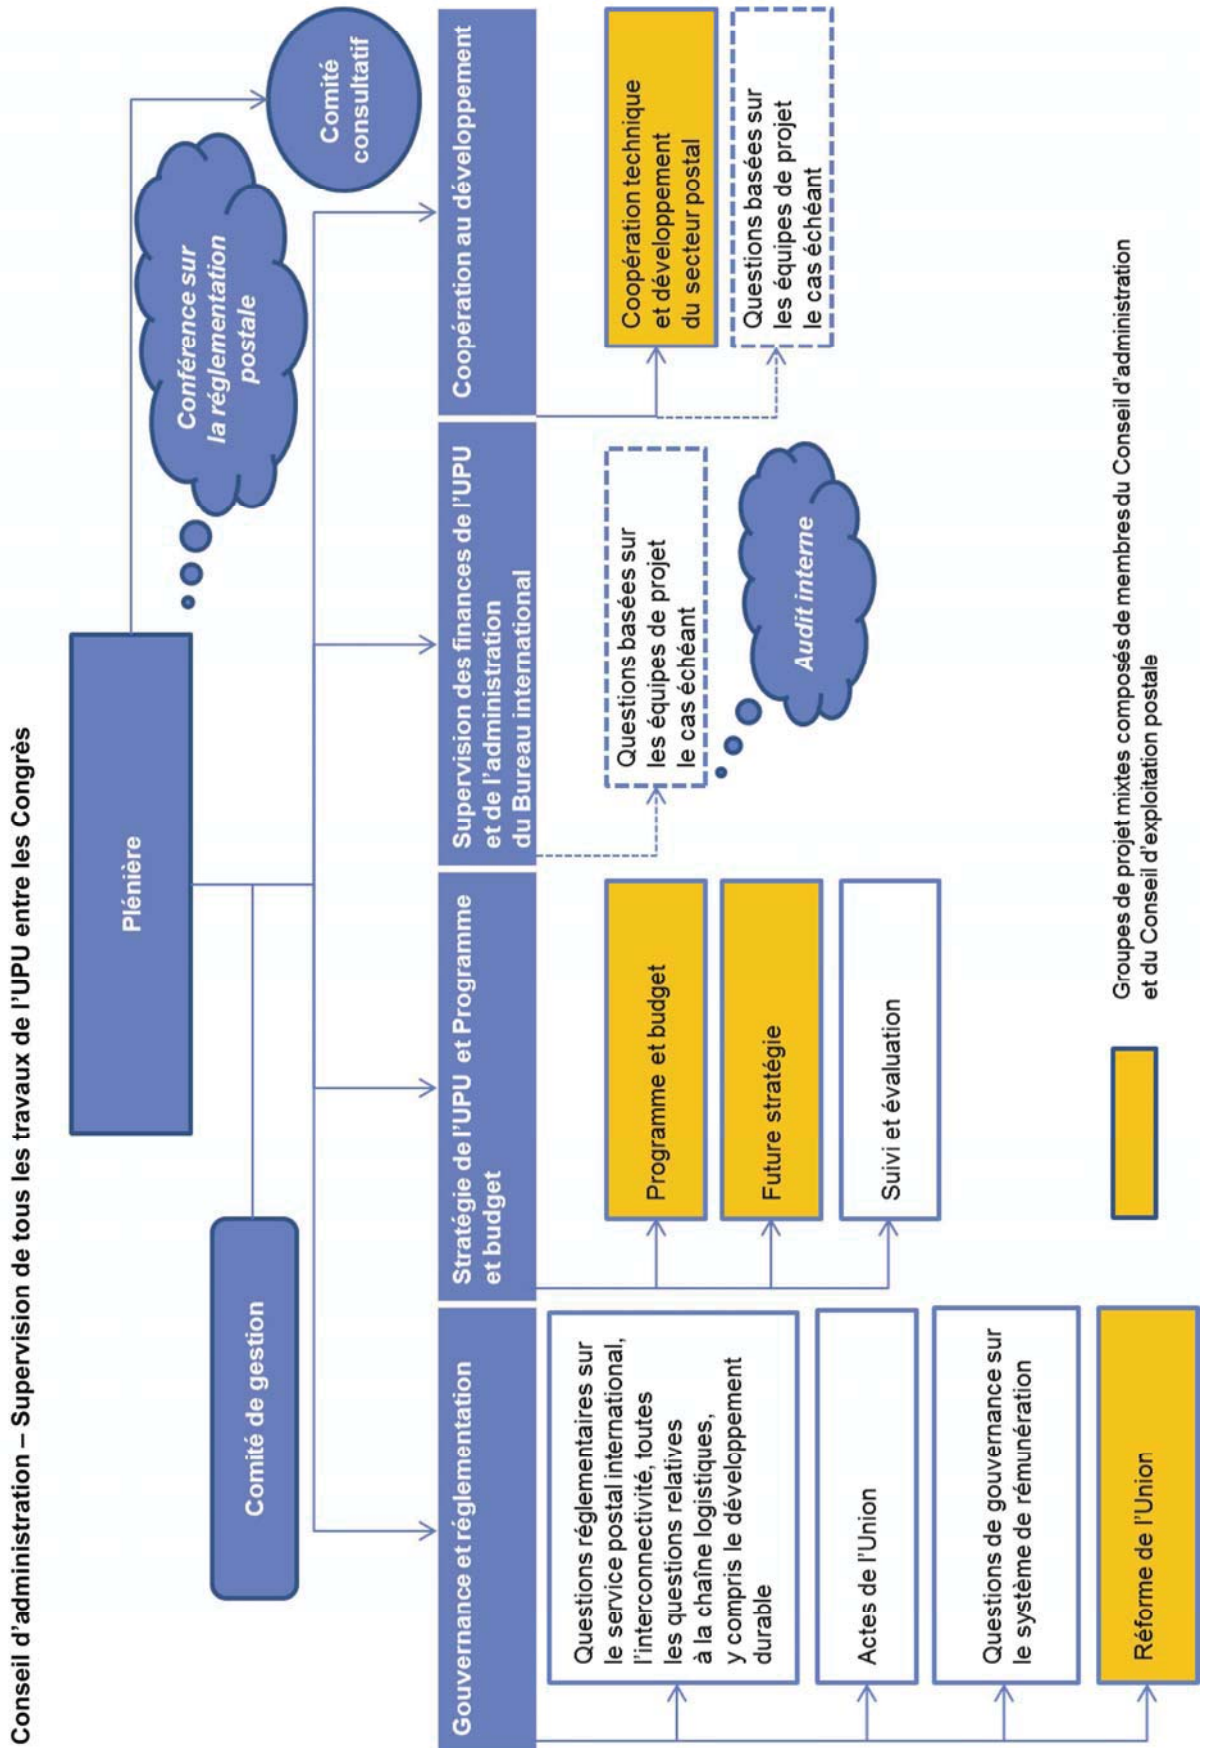 Conseil d'administration – Supervision de tous les travaux de l'UPU entre les Congrès
Plénière
Conférence sur
la réglementation
postale
Comité
consultatif
Comité de gestion
Gouvernance et réglementation
Questions réglementaires sur
le service postal international,
l'interconnectivité, toutes
les questions relatives
à la chaîne logistiques,
y compris le développement
durable
Actes de l'Union
Questions de gouvernance sur
le système de rémunération
Réforme de l'Union
Stratégie de l'UPU et Programme
et budget
Programme et budget
Future stratégie
Suivi et évaluation
Supervision des finances de l'UPU
et de l'administration
du Bureau international
Questions basées sur
les équipes de projet
le cas échéant
Audit interne
Coopération au développement
Coopération technique
et développement
du secteur postal
Questions basées sur
les équipes de projet
le cas échéant
Groupes de projet mixtes composés de membres du Conseil d'administration
et du Conseil d'exploitation postale